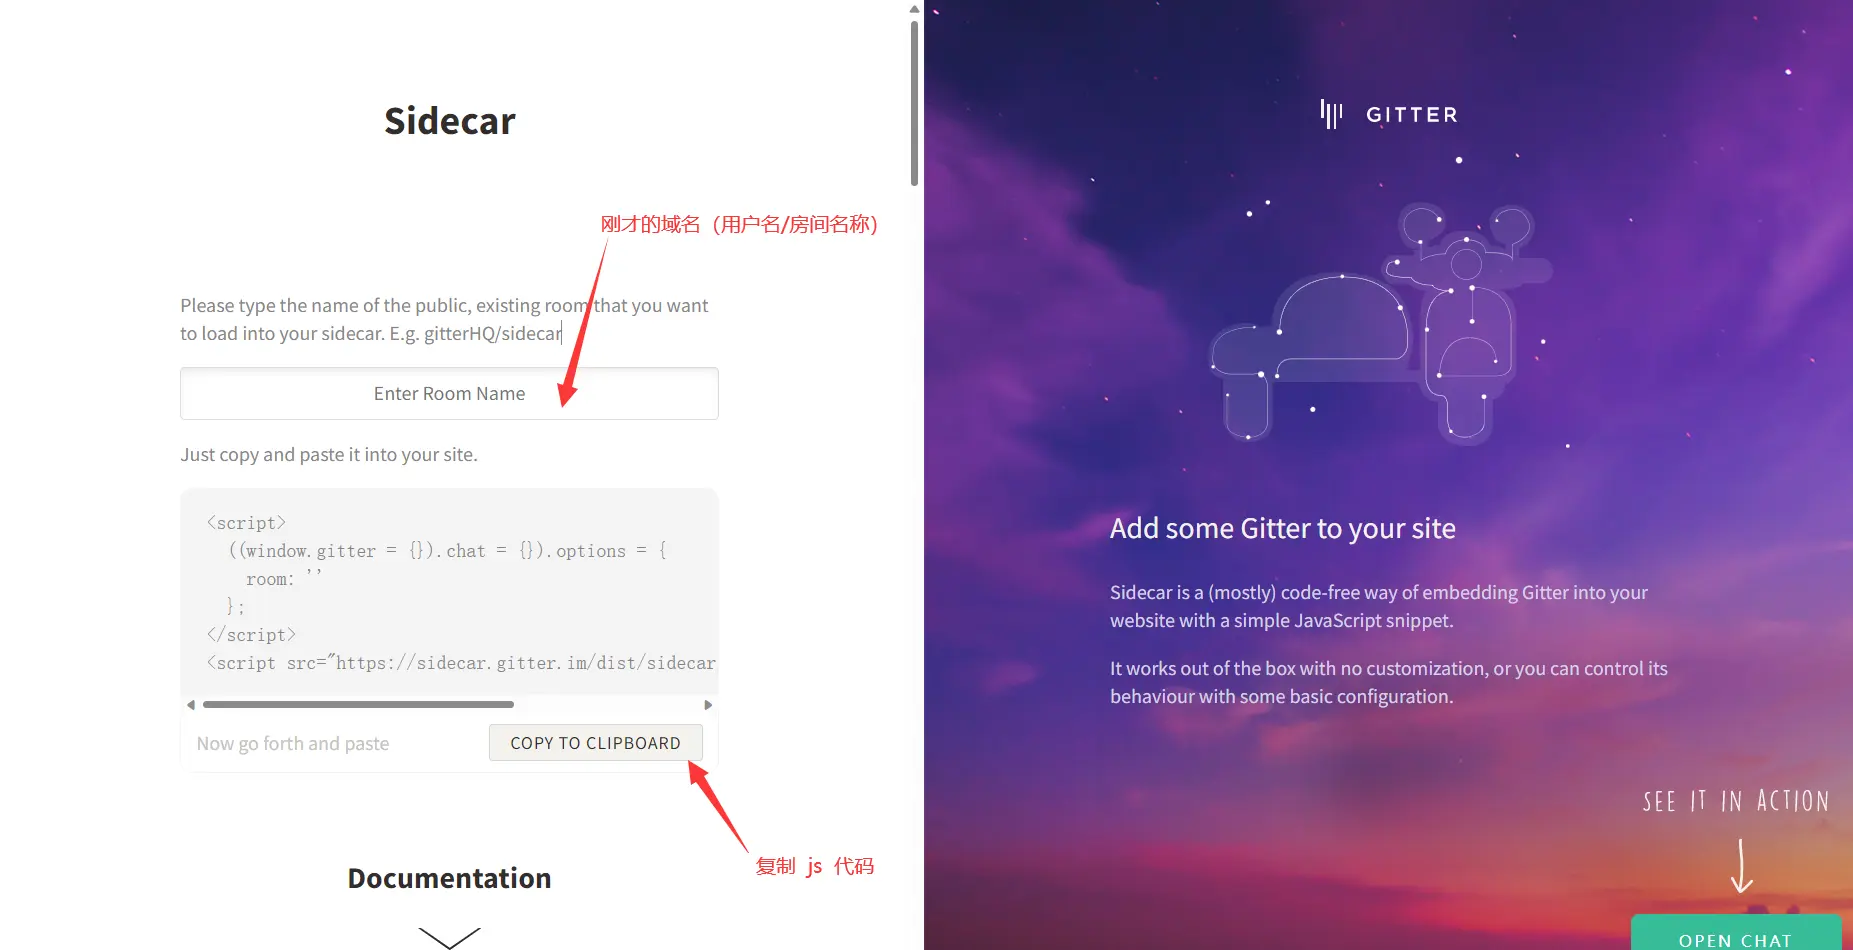 Sidecar
刚才的域名（用户名/房间名称）
Please type the name of the public, existing room that you want
to load into your sidecar. E.g. gitterHQ/sidecar
Enter Room Name
Just copy and paste it into your site.
<script>
((window.gitter = {}).chat = {}).options = {
room: ''
};
</script>
<script src="https://sidecar.gitter.im/dist/sidecar
Now go forth and paste
COPY TO CLIPBOARD
复制 js 代码
Documentation
GITTER
Add some Gitter to your site
Sidecar is a (mostly) code-free way of embedding Gitter into your
website with a simple JavaScript snippet.
It works out of the box with no customization, or you can control its
behaviour with some basic configuration.
SEE IT IN ACTION
OPEN CHAT